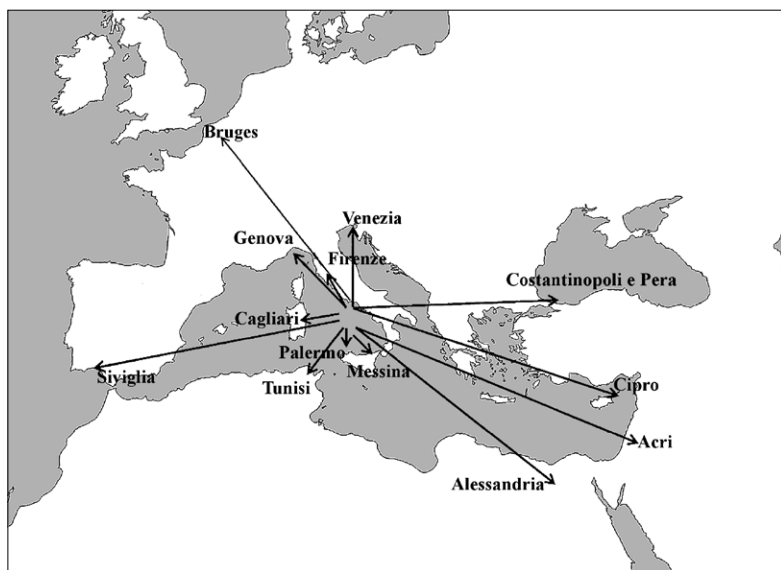 Bruges
Venezia
Genova
Firenze
Costantinopoli e Pera
Cagliari
Palermo
Siviglia
Messina
Tunisi
Cipro
Acri
Alessandria